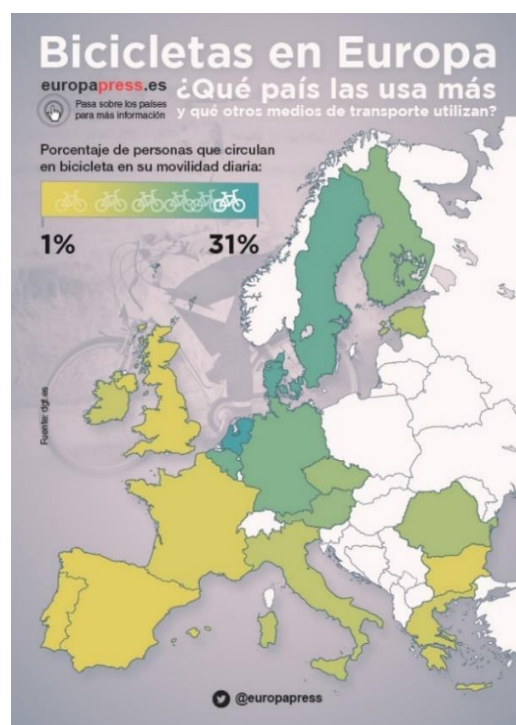 Bicicletas en Europa
europapress.es
¿Qué país las usa más
y qué otros medios de transporte utilizan?
Pasa sobre los países
para más información
Porcentaje de personas que circulan
en bicicleta en su movilidad diaria:
1%
31%
Fuente: dgt.es
@europapress